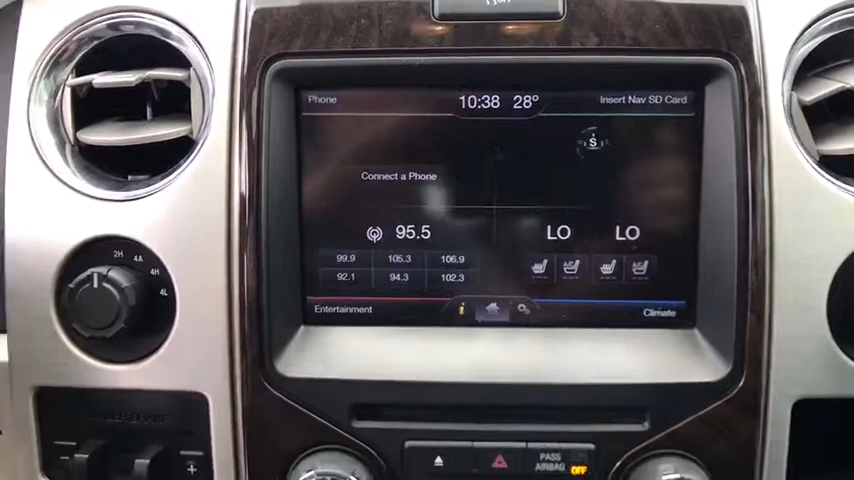 Phone
10:38 28°
Insert Nav SD Card
S
Connect a Phone
95.5
LO LO
99.9 105.3 106.9
92.1 94.3 102.3
A/C A/C
Entertainment
i
Climate
2H 4A 4H 4L
PASS AIRBAG OFF